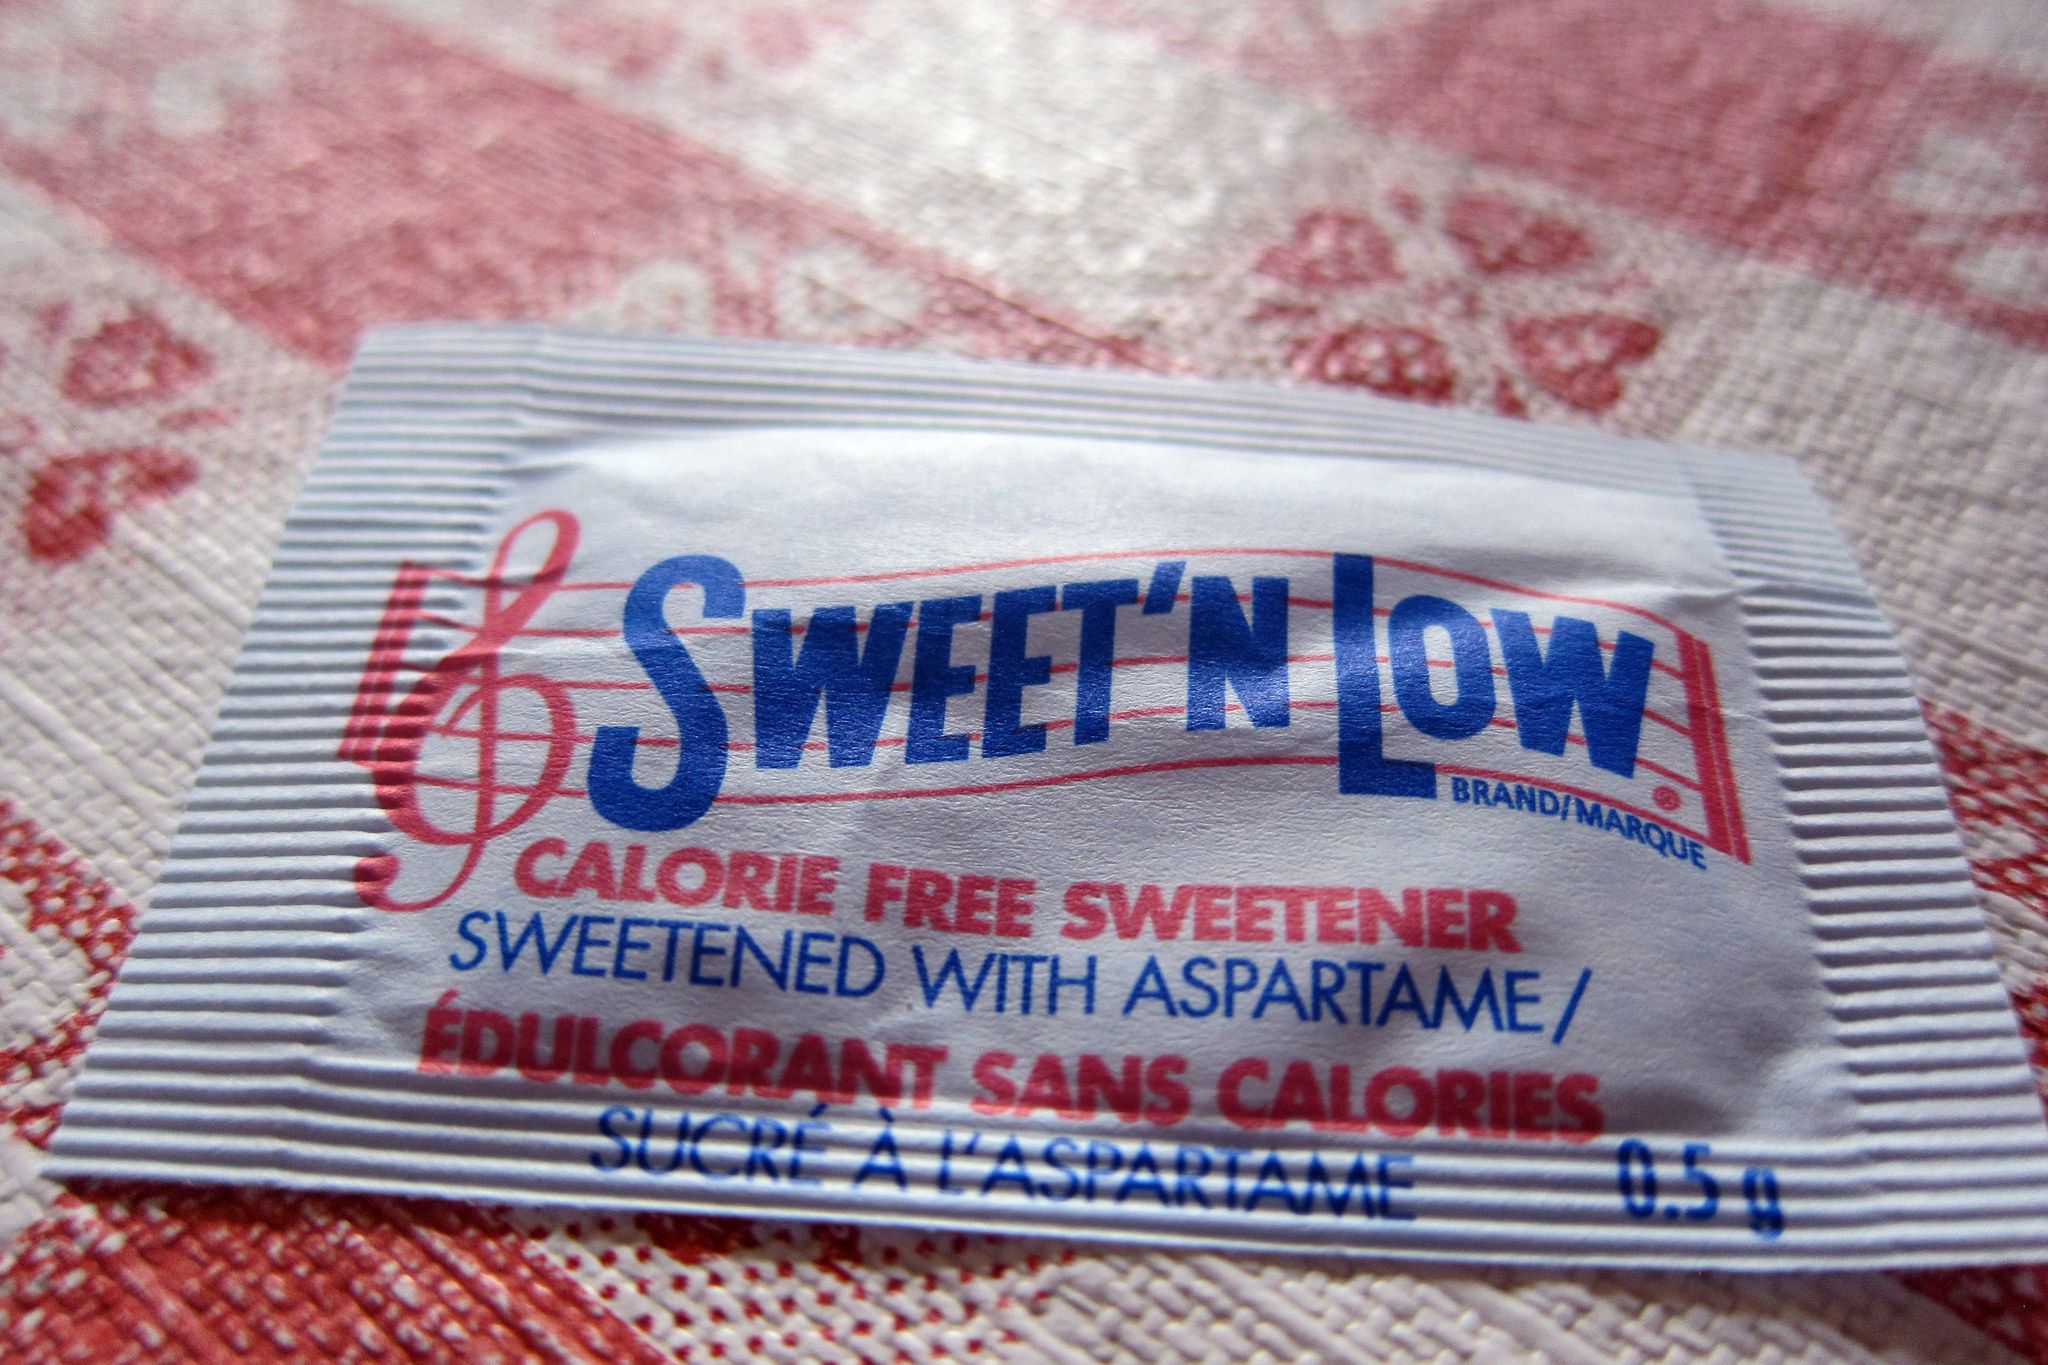 SWEET'N LOW
®
BRAND/MARQUE
CALORIE FREE SWEETENER
SWEETENED WITH ASPARTAME/
ÉDULCORANT SANS CALORIES
SUCRÉ À L'ASPARTAME
0.5 g